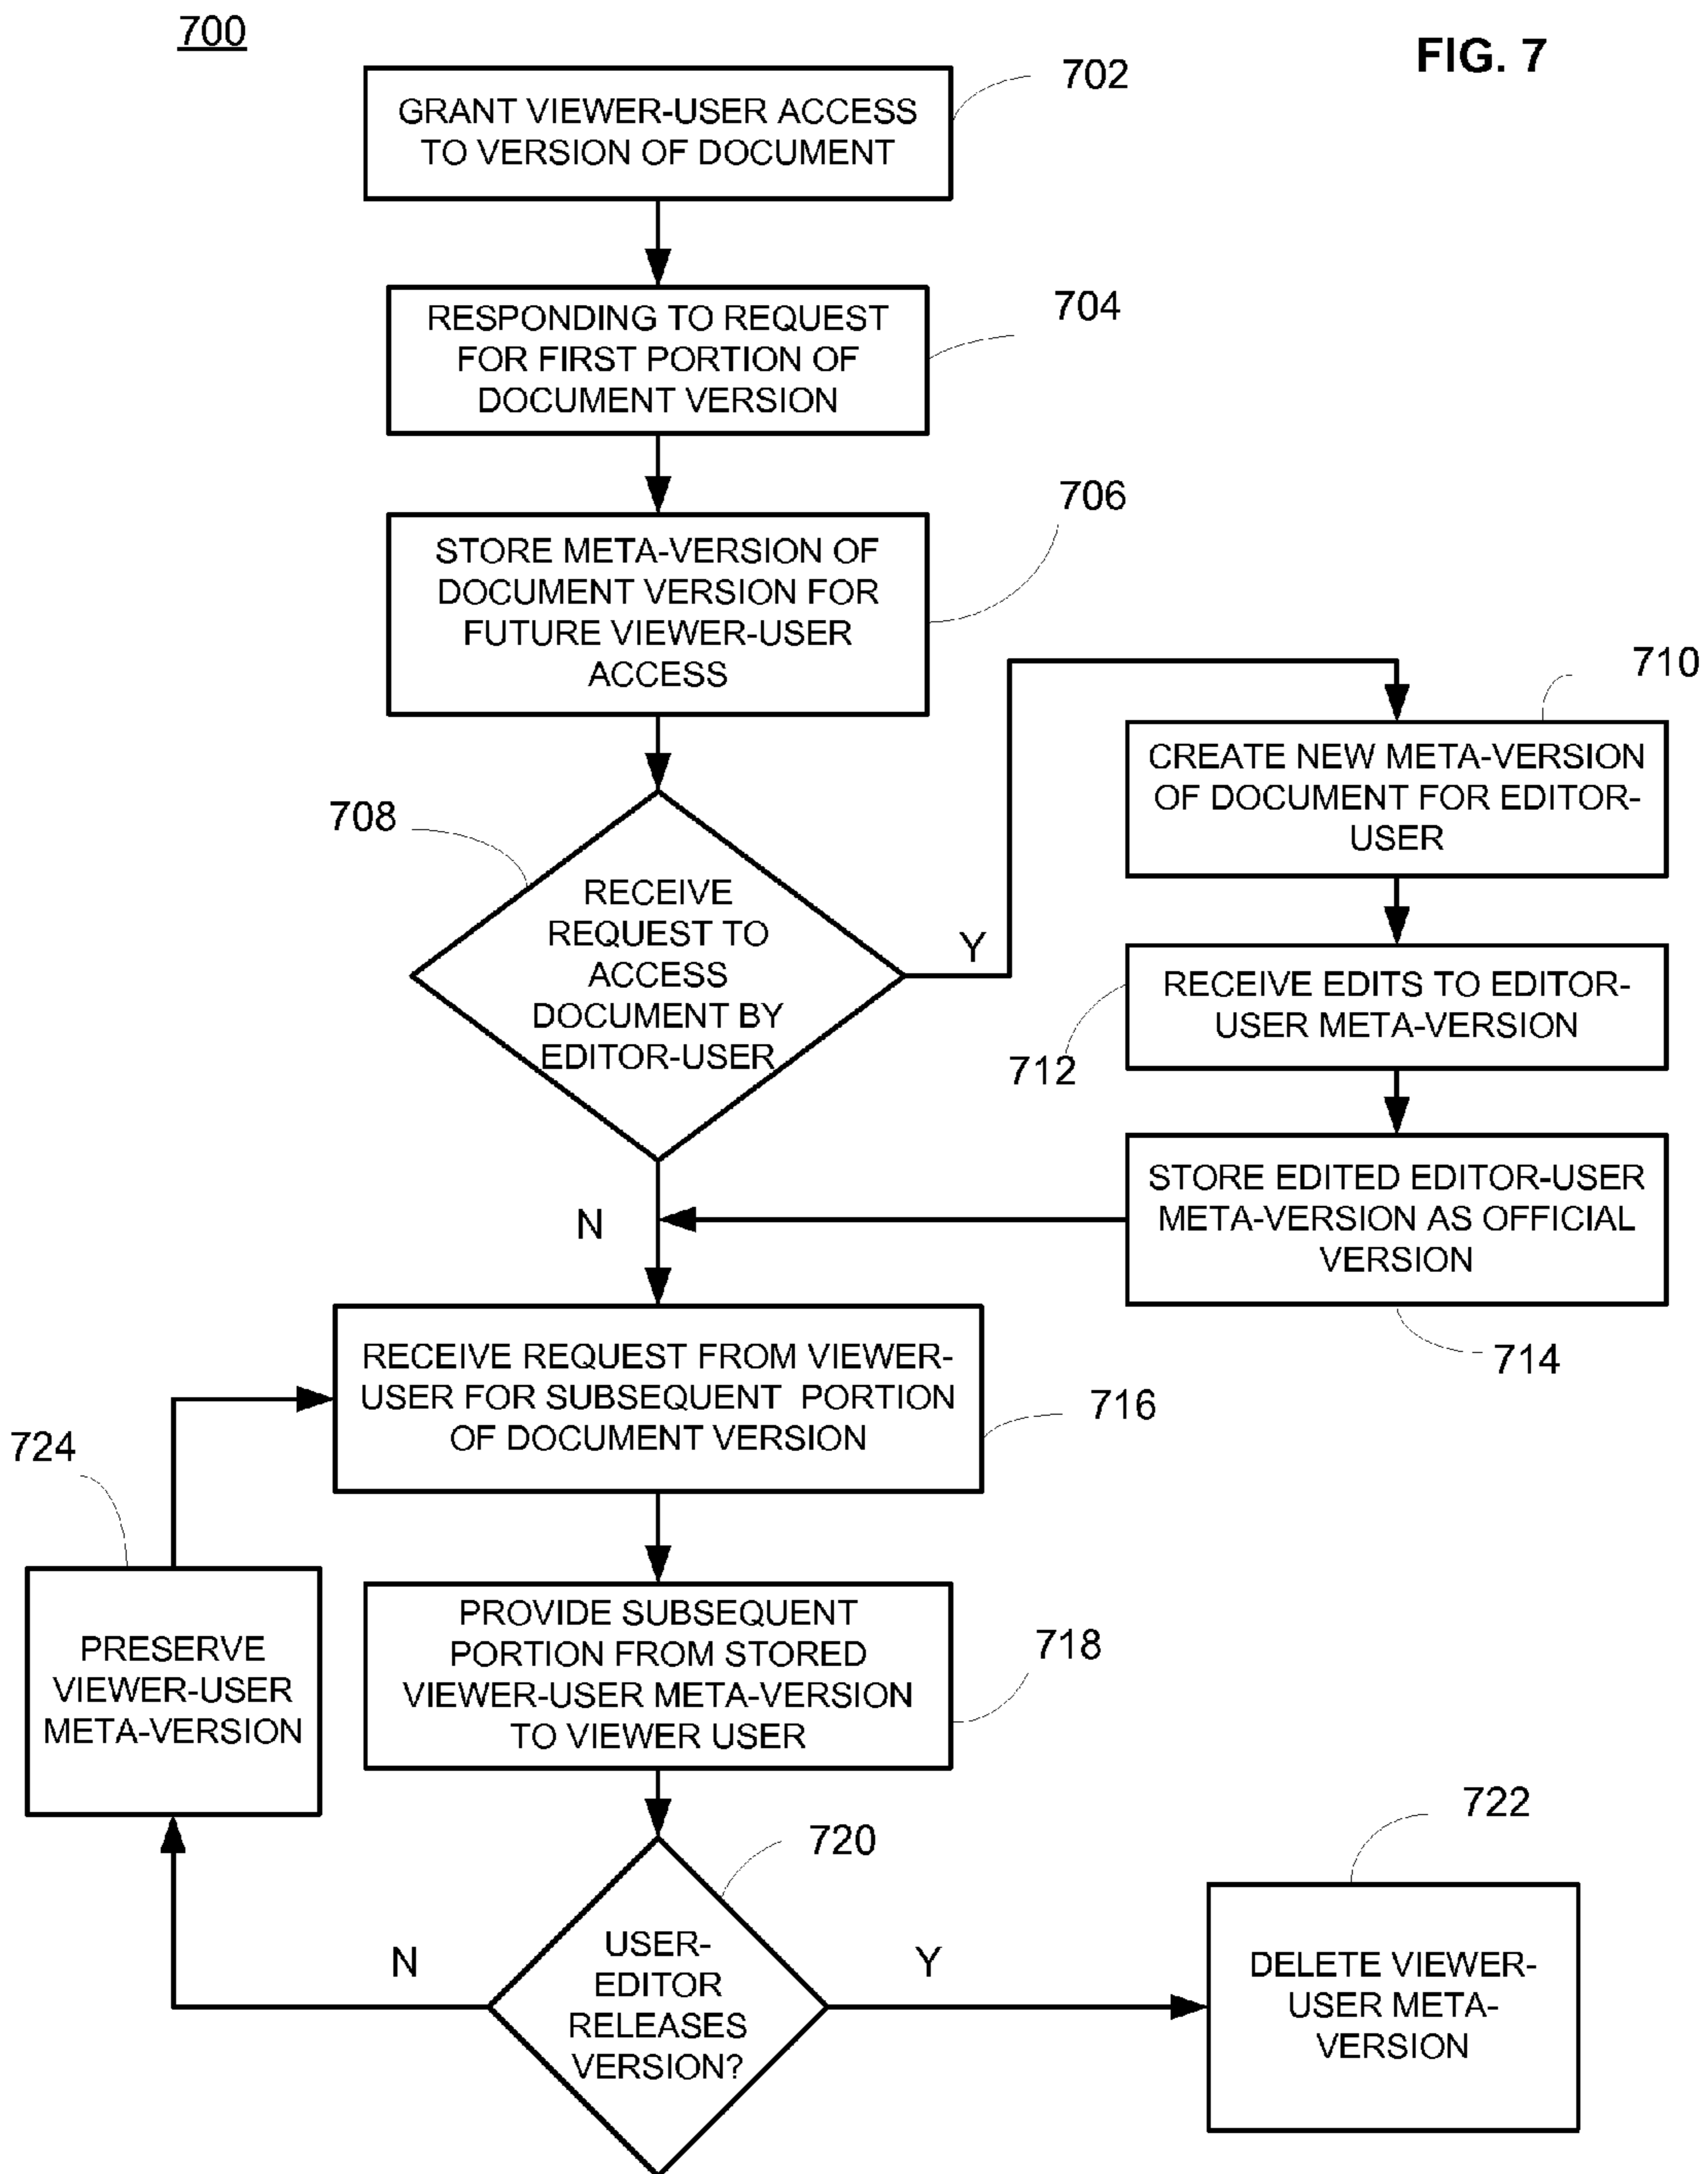 700
FIG. 7
702
GRANT VIEWER-USER ACCESS
TO VERSION OF DOCUMENT
704
RESPONDING TO REQUEST
FOR FIRST PORTION OF
DOCUMENT VERSION
706
STORE META-VERSION OF
DOCUMENT VERSION FOR
FUTURE VIEWER-USER
ACCESS
708
RECEIVE
REQUEST TO
ACCESS
DOCUMENT BY
EDITOR-USER
Y
N
710
CREATE NEW META-VERSION
OF DOCUMENT FOR EDITOR-
USER
712
RECEIVE EDITS TO EDITOR-
USER META-VERSION
STORE EDITED EDITOR-USER
META-VERSION AS OFFICIAL
VERSION
714
RECEIVE REQUEST FROM VIEWER-
USER FOR SUBSEQUENT PORTION
OF DOCUMENT VERSION
716
724
PRESERVE
VIEWER-USER
META-VERSION
PROVIDE SUBSEQUENT
PORTION FROM STORED
VIEWER-USER META-VERSION
TO VIEWER USER
718
720
USER-
EDITOR
RELEASES
VERSION?
N
Y
722
DELETE VIEWER-
USER META-
VERSION